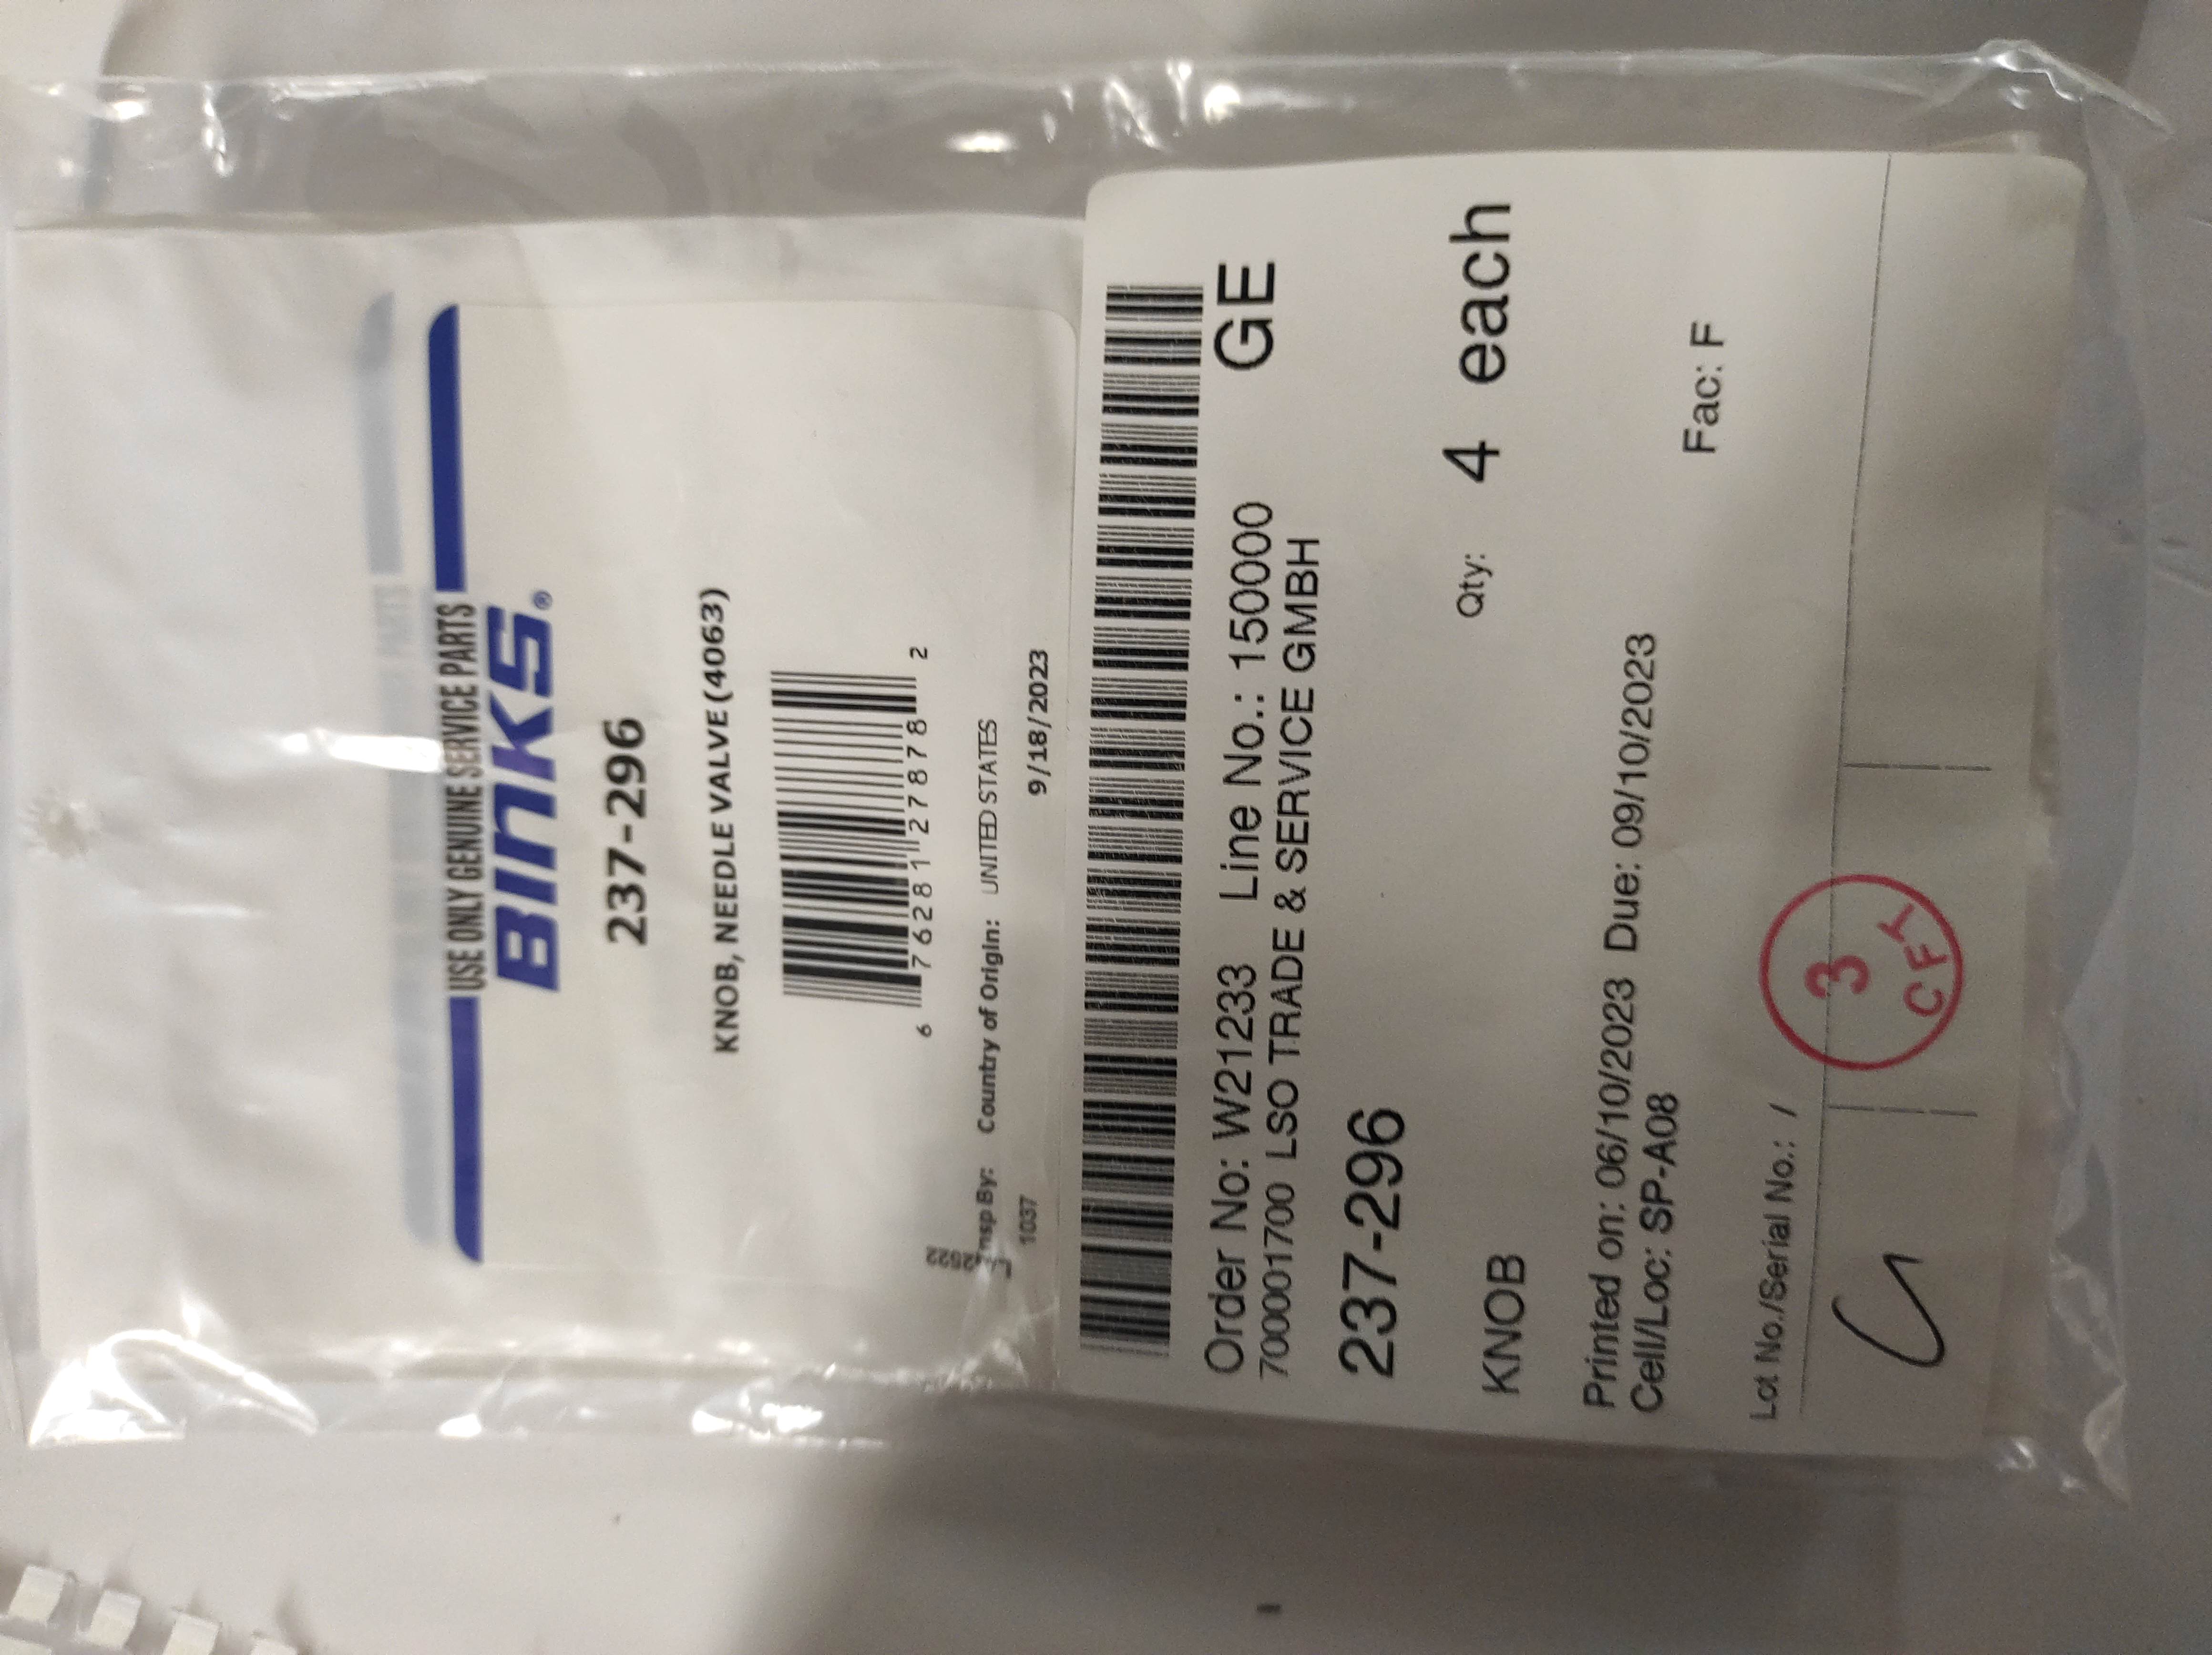 USE ONLY GENUINE SERVICE PARTS
BINKS®
237-296
KNOB, NEEDLE VALVE (4063)
6 76281 27878 2
Insp By: Country of Origin: UNITED STATES
1037 9/18/2023
Order No: W21233 Line No.: 150000 GE
700001700 LSO TRADE & SERVICE GMBH
237-296
KNOB Qty: 4 each
Printed on: 06/10/2023 Due: 09/10/2023
Cell/Loc: SP-A08 Fac: F
Lot No./Serial No.: /
3
CFT